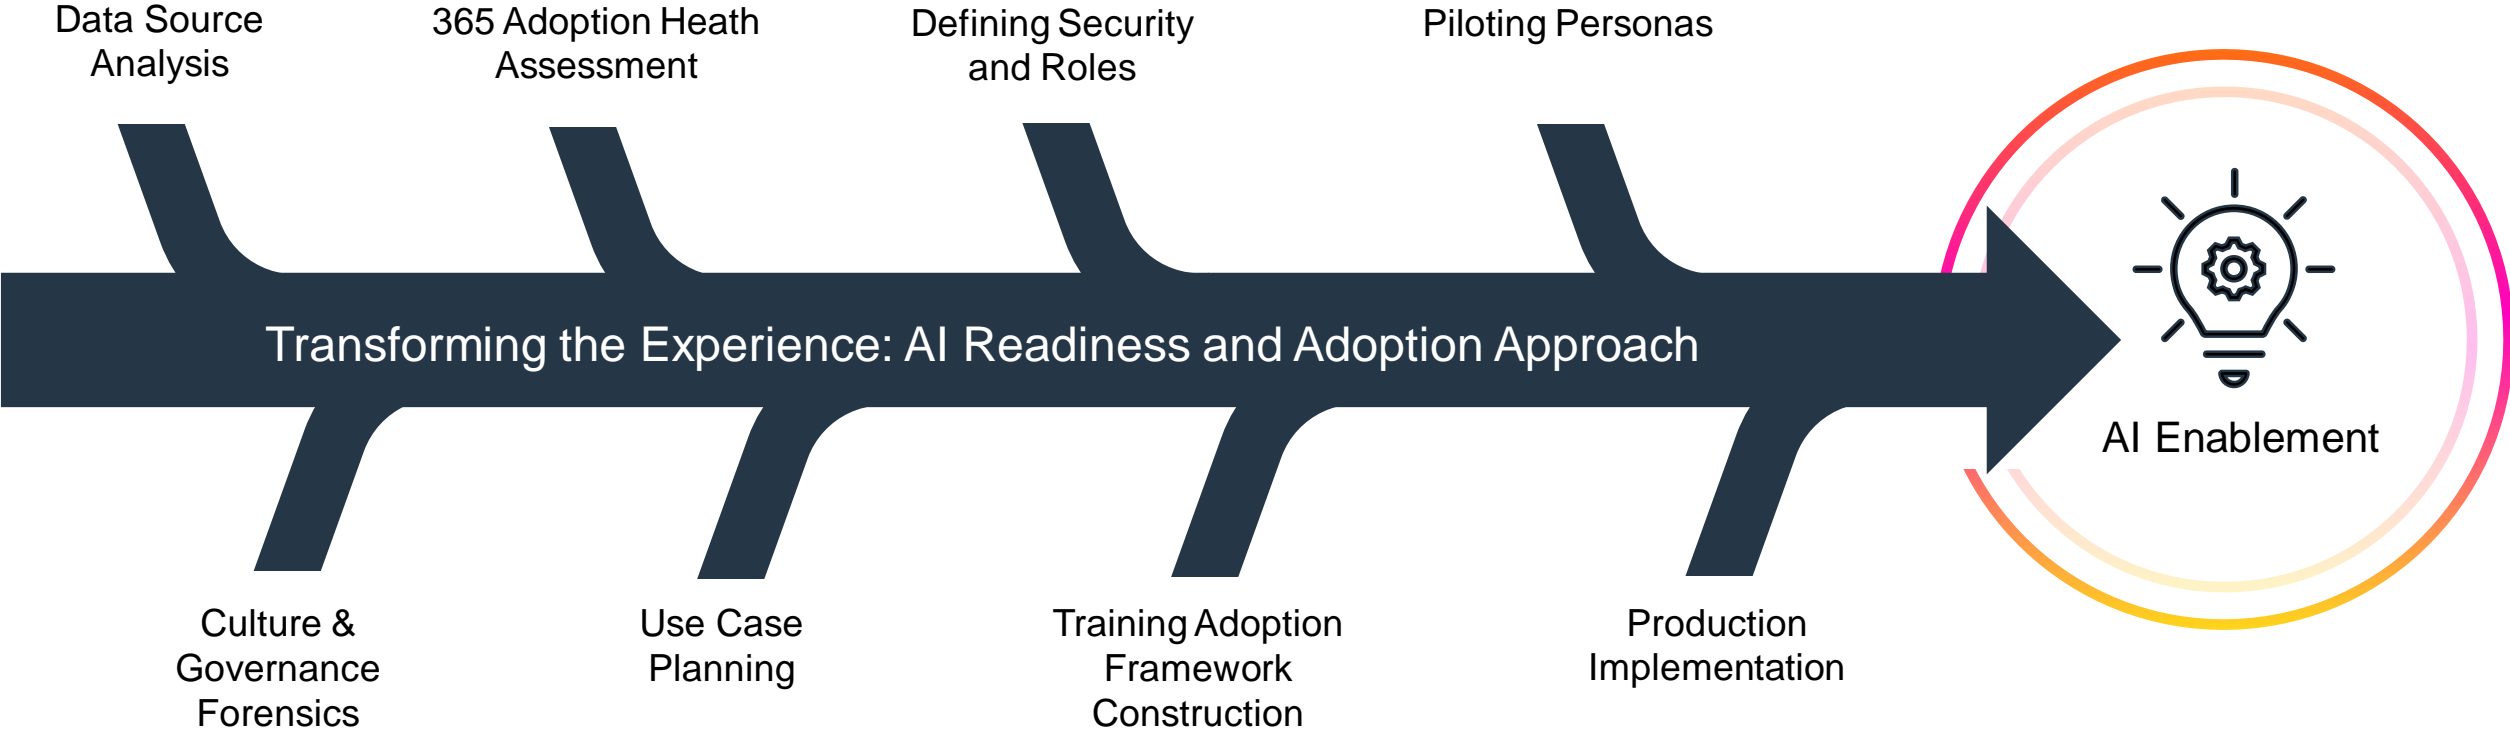 Data Source
Analysis
365 Adoption Heath
Assessment
Defining Security
and Roles
Piloting Personas
Transforming the Experience: AI Readiness and Adoption Approach
AI Enablement
Culture &
Governance
Forensics
Use Case
Planning
Training Adoption
Framework
Construction
Production
Implementation